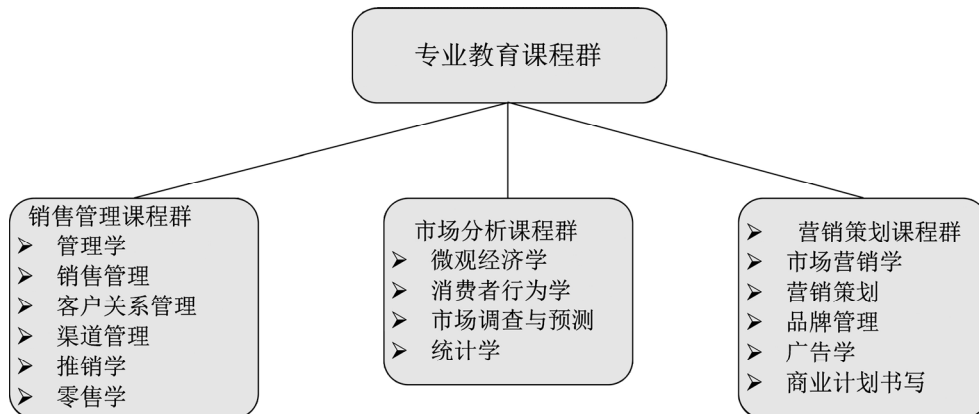 专业教育课程群
销售管理课程群
➢ 管理学
➢ 销售管理
➢ 客户关系管理
➢ 渠道管理
➢ 推销学
➢ 零售学
市场分析课程群
➢ 微观经济学
➢ 消费者行为学
➢ 市场调查与预测
➢ 统计学
➢ 营销策划课程群
➢ 市场营销学
➢ 营销策划
➢ 品牌管理
➢ 广告学
➢ 商业计划书写